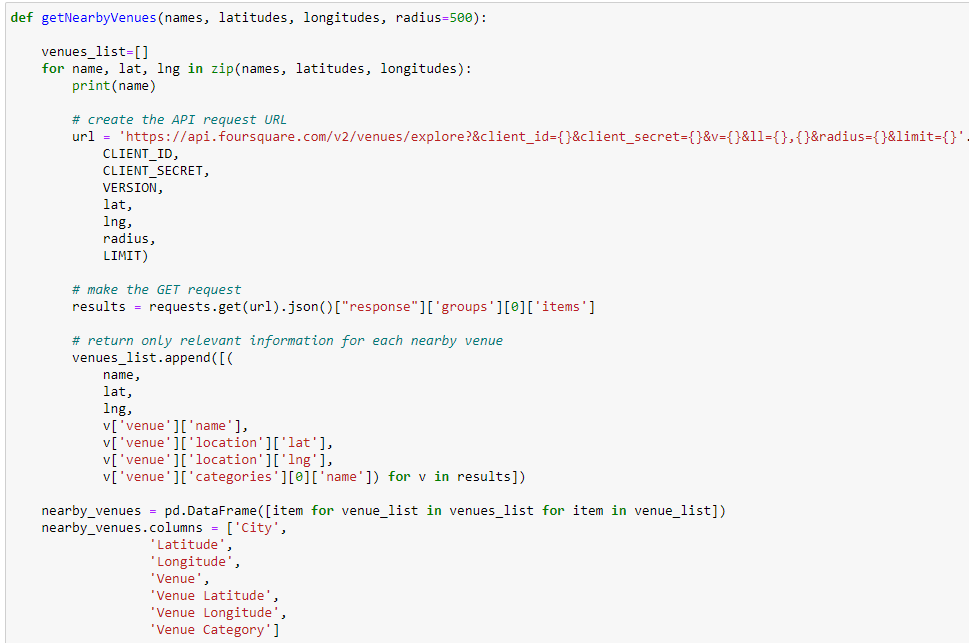 def getNearbyVenues(names, latitudes, longitudes, radius=500):
venues_list=[]
for name, lat, lng in zip(names, latitudes, longitudes):
print(name)
# create the API request URL
url = 'https://api.foursquare.com/v2/venues/explore?&client_id={}&client_secret={}&v={}&ll={},{}&radius={}&limit={}'.
CLIENT_ID,
CLIENT_SECRET,
VERSION,
lat,
lng,
radius,
LIMIT)
# make the GET request
results = requests.get(url).json()["response"]['groups'][0]['items']
# return only relevant information for each nearby venue
venues_list.append([(
name,
lat,
lng,
v['venue']['name'],
v['venue']['location']['lat'],
v['venue']['location']['lng'],
v['venue']['categories'][0]['name']) for v in results])
nearby_venues = pd.DataFrame([item for venue_list in venues_list for item in venue_list])
nearby_venues.columns = ['City',
'Latitude',
'Longitude',
'Venue',
'Venue Latitude',
'Venue Longitude',
'Venue Category']